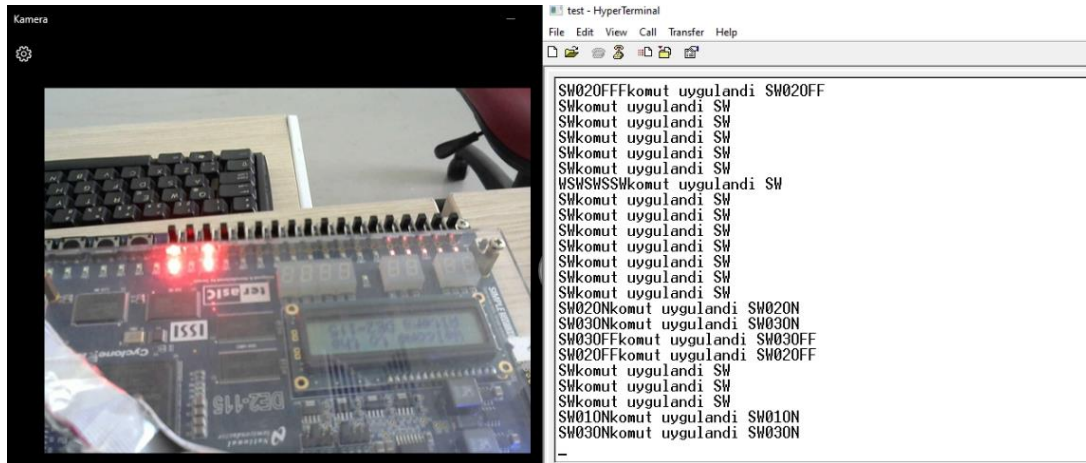 Kamera
terasIC
ISSI
Cyclone
DE2-115
National
Semiconductor
test - HyperTerminal
File Edit View Call Transfer Help
SW02OFFFkomut uygulandi SW02OFF
SWkomut uygulandi SW
SWkomut uygulandi SW
SWkomut uygulandi SW
SWkomut uygulandi SW
SWkomut uygulandi SW
WSWSWSSWkomut uygulandi SW
SWkomut uygulandi SW
SWkomut uygulandi SW
SWkomut uygulandi SW
SWkomut uygulandi SW
SWkomut uygulandi SW
SWkomut uygulandi SW
SWkomut uygulandi SW
SW02ONkomut uygulandi SW02ON
SW03ONkomut uygulandi SW03ON
SW03OFFkomut uygulandi SW03OFF
SW02OFFkomut uygulandi SW02OFF
SWkomut uygulandi SW
SWkomut uygulandi SW
SWkomut uygulandi SW
SW01ONkomut uygulandi SW01ON
SW03ONkomut uygulandi SW03ON